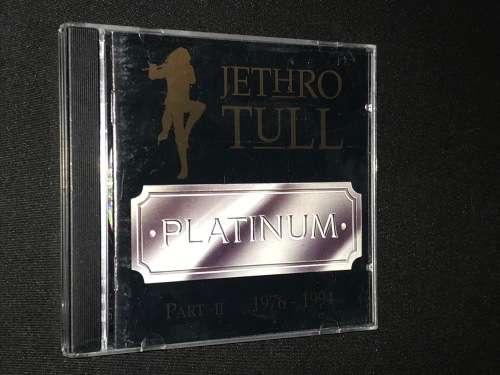 JETHRO
TULL
PLATINUM
PART II 1976 - 1994